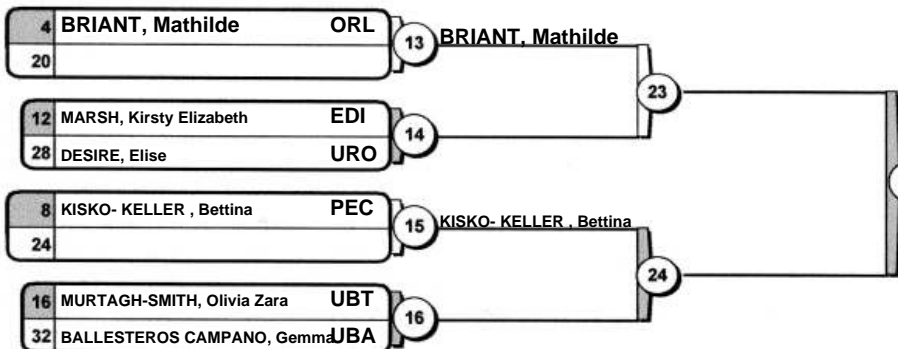 4 BRIANT, Mathilde ORL
20
13 BRIANT, Mathilde
23
12 MARSH, Kirsty Elizabeth EDI
28 DESIRE, Elise URO
14
8 KISKO- KELLER , Bettina PEC
24
15 KISKO- KELLER , Bettina
24
16 MURTAGH-SMITH, Olivia Zara UBT
32 BALLESTEROS CAMPANO, Gemma UBA
16